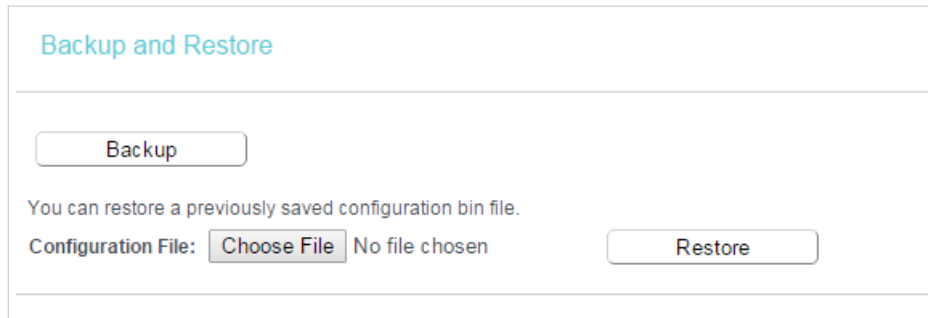 Backup and Restore
Backup
You can restore a previously saved configuration bin file.
Configuration File: Choose File No file chosen Restore